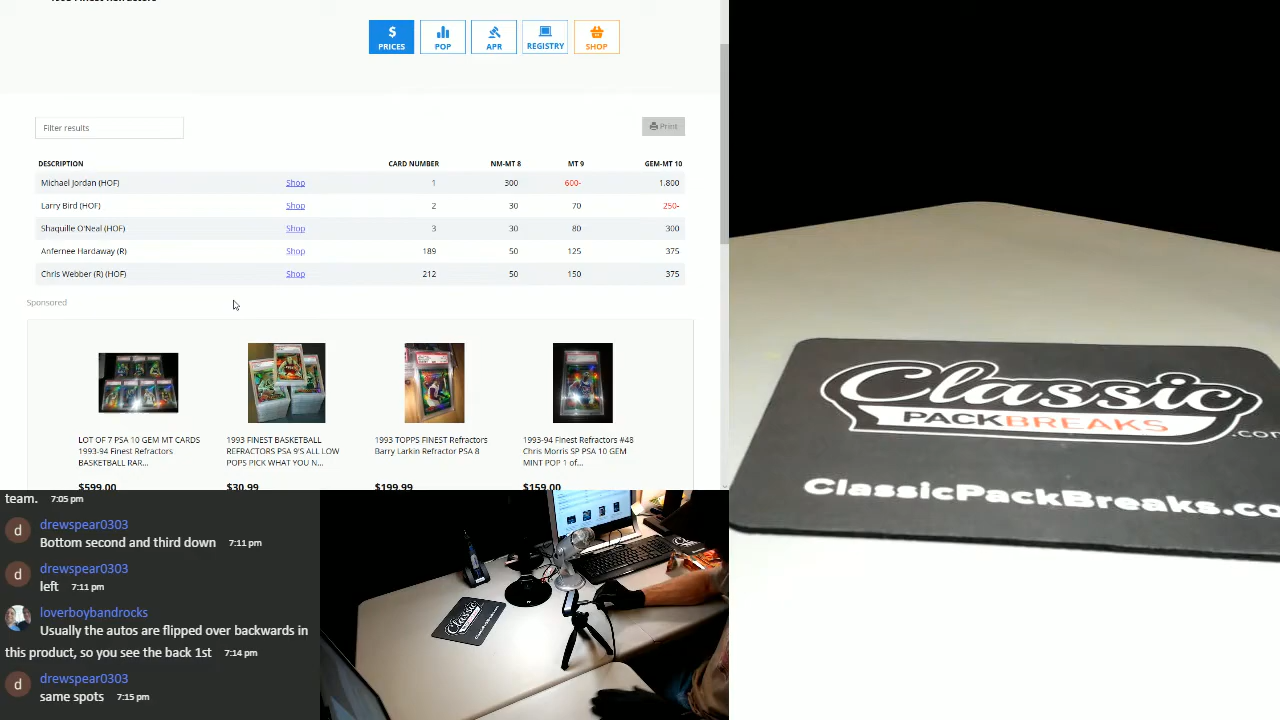 PRICES
POP
APR
REGISTRY
SHOP
Filter results
Print
DESCRIPTION CARD NUMBER NM-MT 8 MT 9 GEM-MT 10
Michael Jordan (HOF) Shop 1 300 600- 1,800
Larry Bird (HOF) Shop 2 30 70 250-
Shaquille O'Neal (HOF) Shop 3 30 80 300
Anfernee Hardaway (R) Shop 189 50 125 375
Chris Webber (R) (HOF) Shop 212 50 150 375
Sponsored
LOT OF 7 PSA 10 GEM MT CARDS
1993-94 Finest Refractors
BASKETBALL RAR...
$599.00
1993 FINEST BASKETBALL
REFRACTORS PSA 9'S ALL LOW
POPS PICK WHAT YOU N...
$30.99
1993 TOPPS FINEST Refractors
Barry Larkin Refractor PSA 8
$199.99
1993-94 Finest Refractors #48
Chris Morris SP PSA 10 GEM
MINT POP 1 of...
$159.00
team. 7:05 pm
drewspear0303
Bottom second and third down 7:11 pm
drewspear0303
left 7:11 pm
loverboybandrocks
Usually the autos are flipped over backwards in
this product, so you see the back 1st 7:14 pm
drewspear0303
same spots 7:15 pm
Classic
PACKBREAKS
.com
ClassicPackBreaks.co
Classic